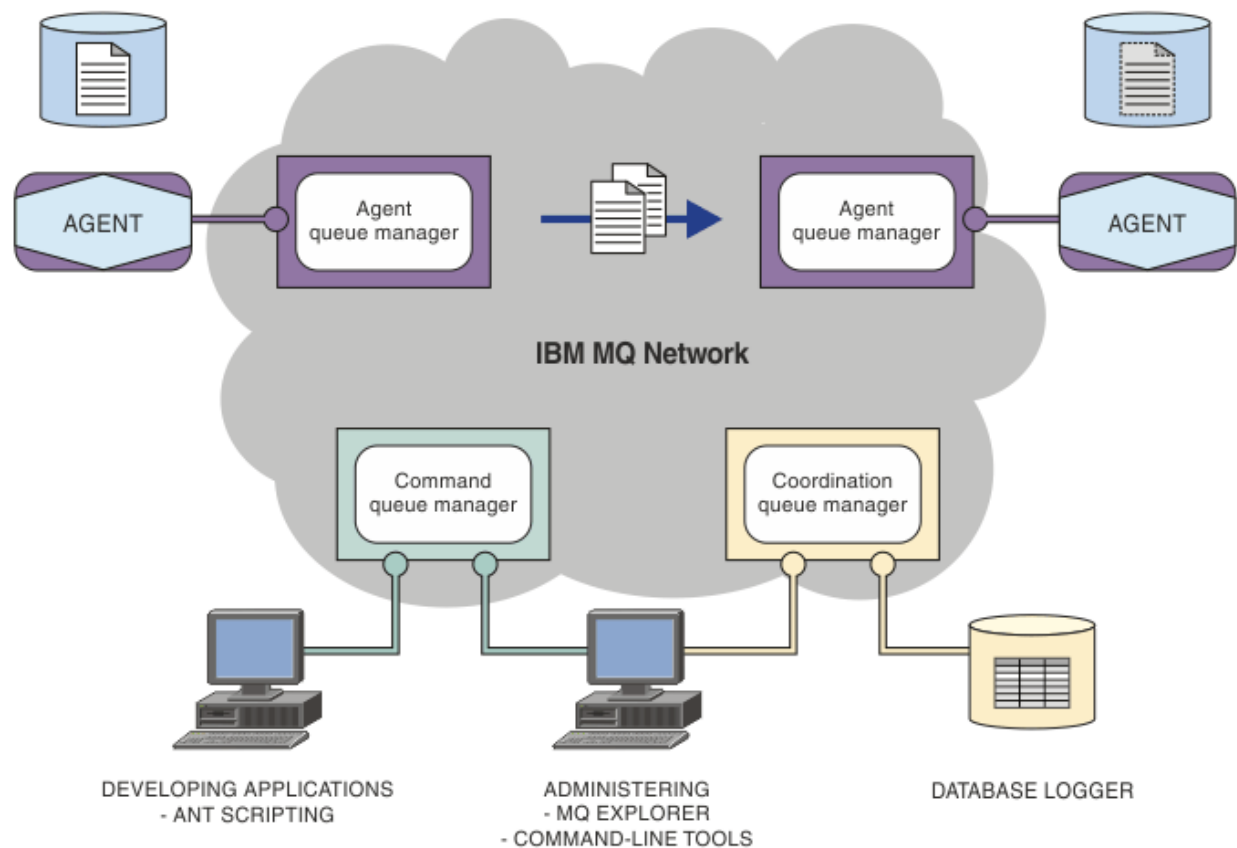 AGENT
Agent
queue manager
Agent
queue manager
AGENT
IBM MQ Network
Command
queue manager
Coordination
queue manager
DEVELOPING APPLICATIONS
- ANT SCRIPTING
ADMINISTERING
- MQ EXPLORER
- COMMAND-LINE TOOLS
DATABASE LOGGER